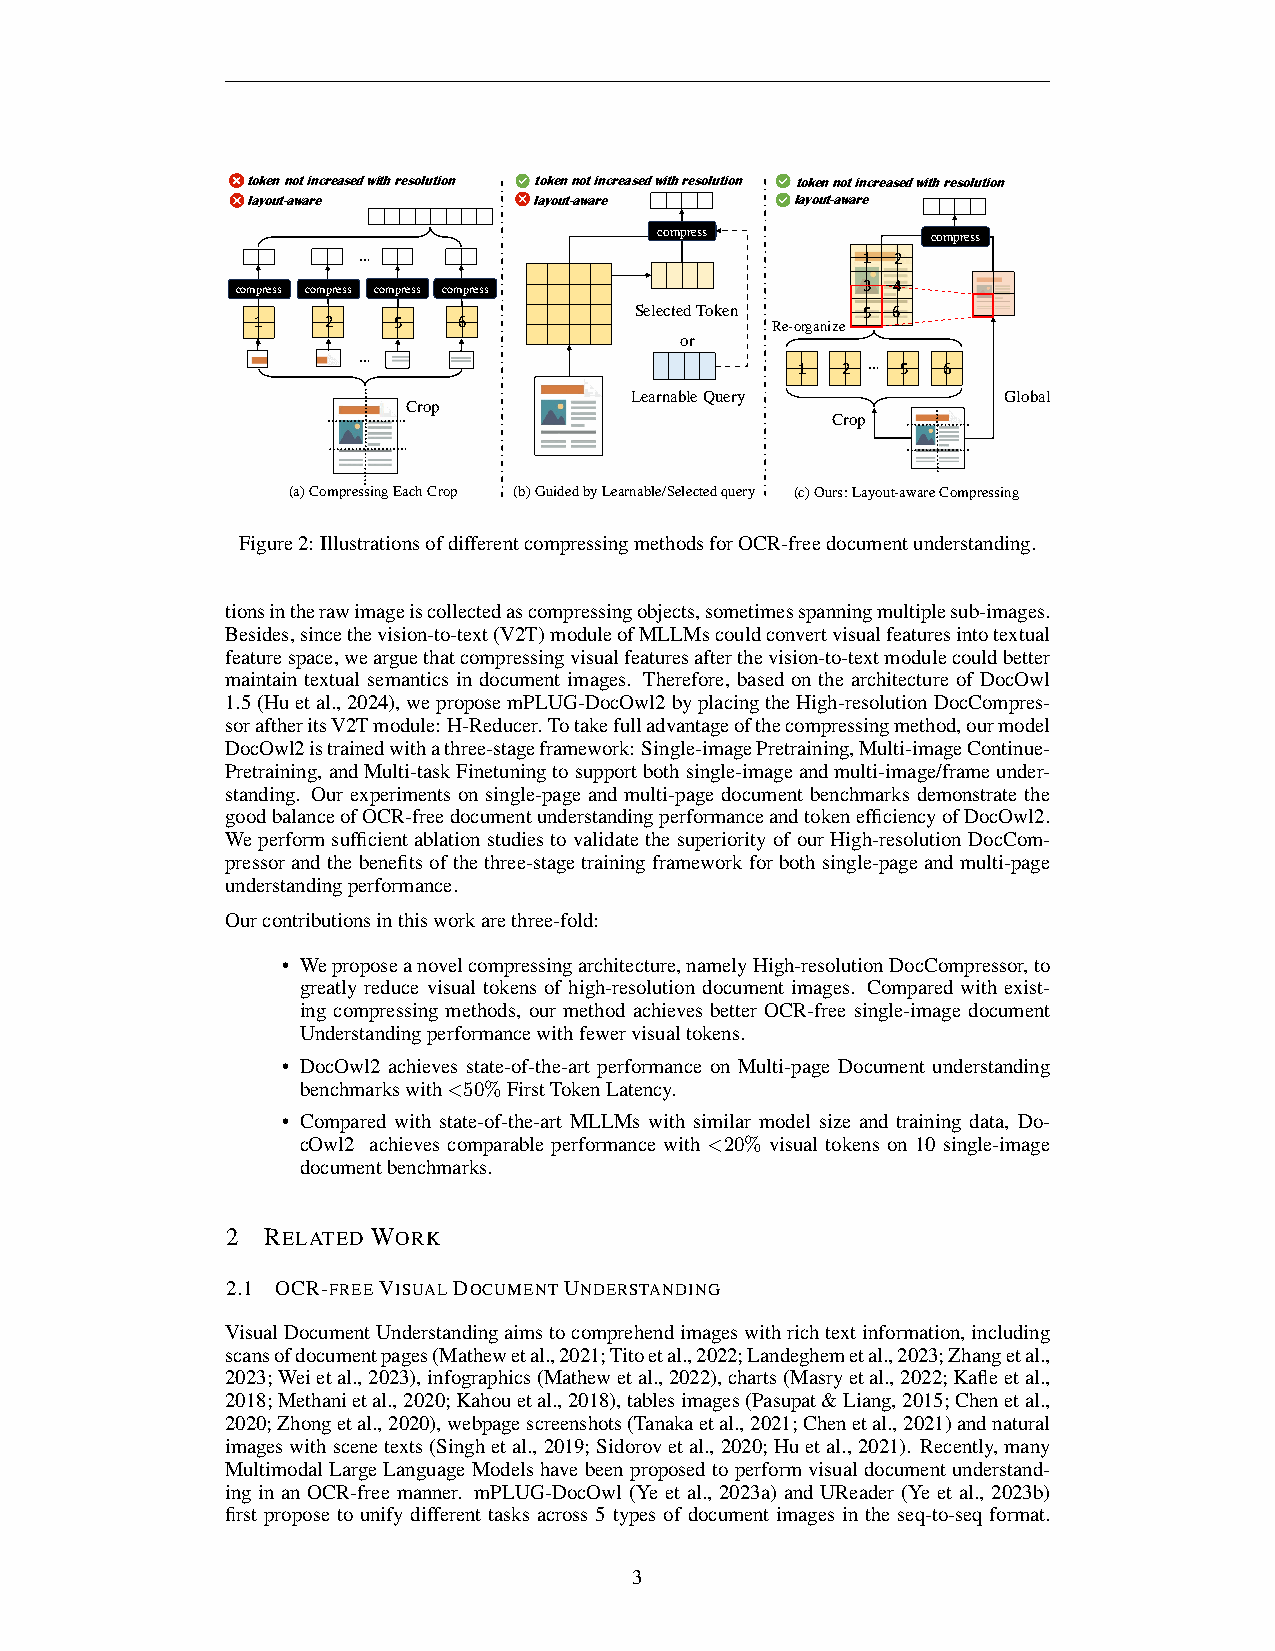 token not increased with resolution
layout-aware
token not increased with resolution
layout-aware
token not increased with resolution
layout-aware
...
compress compress compress compress
1 2 5 6
...
Crop
(a) Compressing Each Crop
compress
Selected Token
or
Learnable Query
(b) Guided by Learnable/Selected query
compress
1 2
3 4
5 6
Re-organize
1 2 ... 5 6
Global
Crop
(c) Ours: Layout-aware Compressing
Figure 2: Illustrations of different compressing methods for OCR-free document understanding.
tions in the raw image is collected as compressing objects, sometimes spanning multiple sub-images.
Besides, since the vision-to-text (V2T) module of MLLMs could convert visual features into textual
feature space, we argue that compressing visual features after the vision-to-text module could better
maintain textual semantics in document images. Therefore, based on the architecture of DocOwl
1.5 (Hu et al., 2024), we propose mPLUG-DocOwl2 by placing the High-resolution DocCompres-
sor afther its V2T module: H-Reducer. To take full advantage of the compressing method, our model
DocOwl2 is trained with a three-stage framework: Single-image Pretraining, Multi-image Continue-
Pretraining, and Multi-task Finetuning to support both single-image and multi-image/frame under-
standing. Our experiments on single-page and multi-page document benchmarks demonstrate the
good balance of OCR-free document understanding performance and token efficiency of DocOwl2.
We perform sufficient ablation studies to validate the superiority of our High-resolution DocCom-
pressor and the benefits of the three-stage training framework for both single-page and multi-page
understanding performance.
Our contributions in this work are three-fold:
• We propose a novel compressing architecture, namely High-resolution DocCompressor, to
greatly reduce visual tokens of high-resolution document images. Compared with exist-
ing compressing methods, our method achieves better OCR-free single-image document
Understanding performance with fewer visual tokens.
• DocOwl2 achieves state-of-the-art performance on Multi-page Document understanding
benchmarks with <50% First Token Latency.
• Compared with state-of-the-art MLLMs with similar model size and training data, Do-
cOwl2 achieves comparable performance with <20% visual tokens on 10 single-image
document benchmarks.
2 RELATED WORK
2.1 OCR-FREE VISUAL DOCUMENT UNDERSTANDING
Visual Document Understanding aims to comprehend images with rich text information, including
scans of document pages (Mathew et al., 2021; Tito et al., 2022; Landeghem et al., 2023; Zhang et al.,
2023; Wei et al., 2023), infographics (Mathew et al., 2022), charts (Masry et al., 2022; Kafle et al.,
2018; Methani et al., 2020; Kahou et al., 2018), tables images (Pasupat & Liang, 2015; Chen et al.,
2020; Zhong et al., 2020), webpage screenshots (Tanaka et al., 2021; Chen et al., 2021) and natural
images with scene texts (Singh et al., 2019; Sidorov et al., 2020; Hu et al., 2021). Recently, many
Multimodal Large Language Models have been proposed to perform visual document understand-
ing in an OCR-free manner. mPLUG-DocOwl (Ye et al., 2023a) and UReader (Ye et al., 2023b)
first propose to unify different tasks across 5 types of document images in the seq-to-seq format.
3